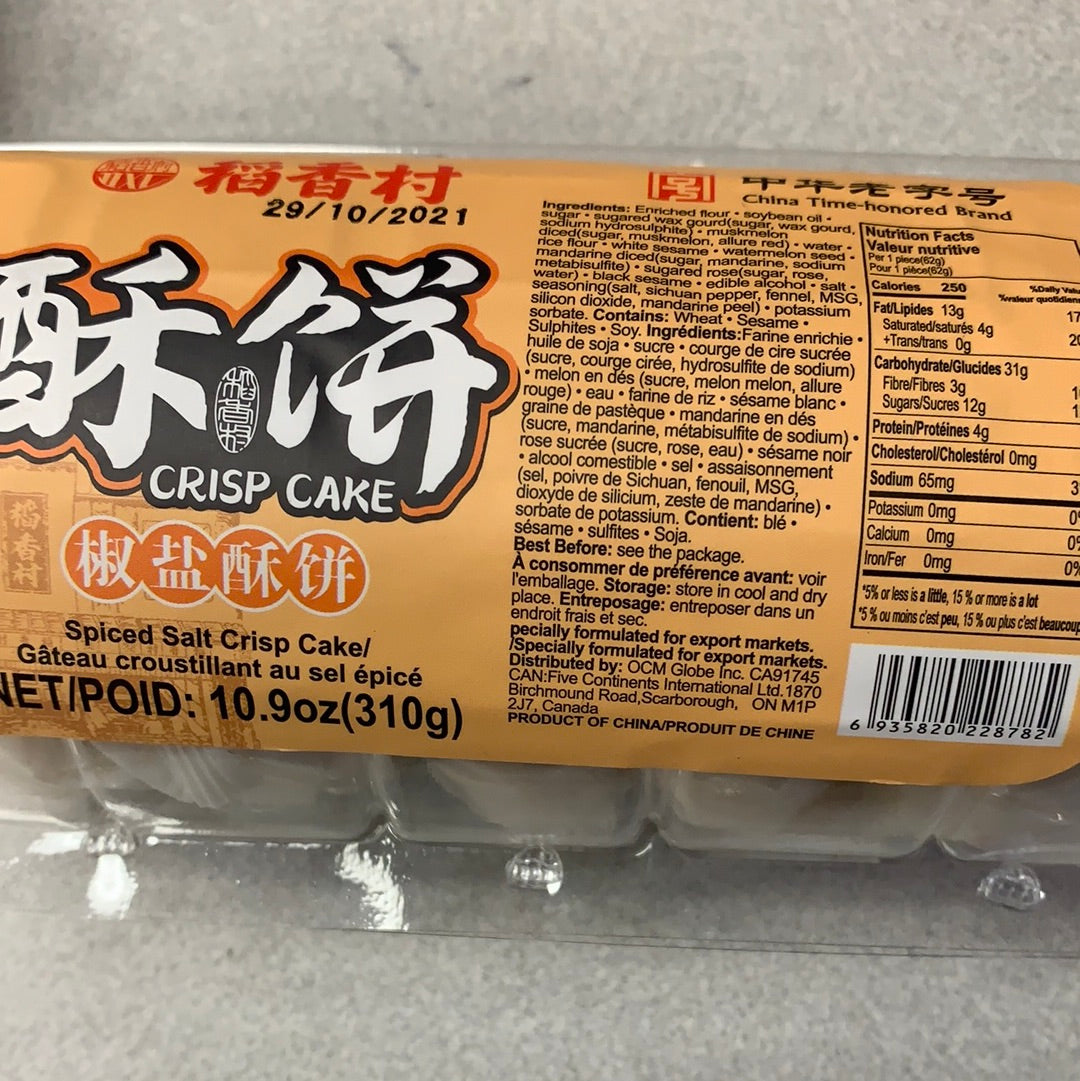 稻香村
29/10/2021
酥饼
稻香村
CRISP CAKE
稻香村
椒盐酥饼
Spiced Salt Crisp Cake/
Gâteau croustillant au sel épicé
NET/POID: 10.9oz(310g)
中华老字号
China Time-honored Brand
Ingredients: Enriched flour • soybean oil •
sugar • sugared wax gourd(sugar, wax gourd,
sodium hydrosulphite) • muskmelon
diced(sugar, muskmelon, allure red) • water •
rice flour • white sesame • watermelon seed •
mandarine diced(sugar, mandarine, sodium
metabisulfite) • sugared rose(sugar, rose,
water) • black sesame • edible alcohol • salt •
seasoning(salt, Sichuan pepper, fennel, MSG,
silicon dioxide, mandarine peel) • potassium
sorbate. Contains: Wheat • Sesame •
Sulphites • Soy. Ingrédients:Farine enrichie •
huile de soja • sucre • courge de cire sucrée
(sucre, courge cirée, hydrosulfite de sodium)
• melon en dés (sucre, melon melon, allure
rouge) • eau • farine de riz • sésame blanc •
graine de pastèque • mandarine en dés
(sucre, mandarine, métabisulfite de sodium) •
rose sucrée (sucre, rose, eau) • sésame noir
• alcool comestible • sel • assaisonnement
(sel, poivre de Sichuan, fenouil, MSG,
dioxyde de silicium, zeste de mandarine) •
sorbate de potassium. Contient: blé •
sésame • sulfites • Soja.
Best Before: see the package.
À consommer de préférence avant: voir
l'emballage. Storage: store in cool and dry
place. Entreposage: entreposer dans un
endroit frais et sec.
pecially formulated for export markets.
/Specially formulated for export markets.
Distributed by: OCM Globe Inc. CA91745
CAN:Five Continents International Ltd.1870
Birchmound Road,Scarborough, ON M1P
2J7, Canada
PRODUCT OF CHINA/PRODUIT DE CHINE
Nutrition Facts
Valeur nutritive
Per 1 piece(62g)
Pour 1 pièce(62g)
Calories 250
%Daily
%valeur
Fat/Lipides 13g 17
Saturated/saturés 4g
+Trans/trans 0g
Carbohydrate/Glucides 31g
Fibre/Fibres 3g
Sugars/Sucres 12g
Protein/Protéines 4g
Cholesterol/Cholestérol 0mg
Sodium 65mg 3
Potassium 0mg
Calcium 0mg
Iron/Fer 0mg 0%
*5% or less is a little, 15 % or more is a lot
*5 % ou moins c'est peu, 15 % ou plus c'est beaucoup
6 935820 228782